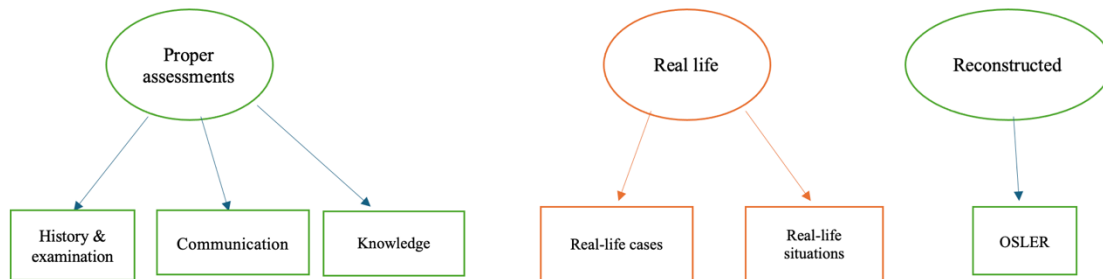 Proper
assessments
Real life
Reconstructed
History &
examination
Communication
Knowledge
Real-life cases
Real-life
situations
OSLER